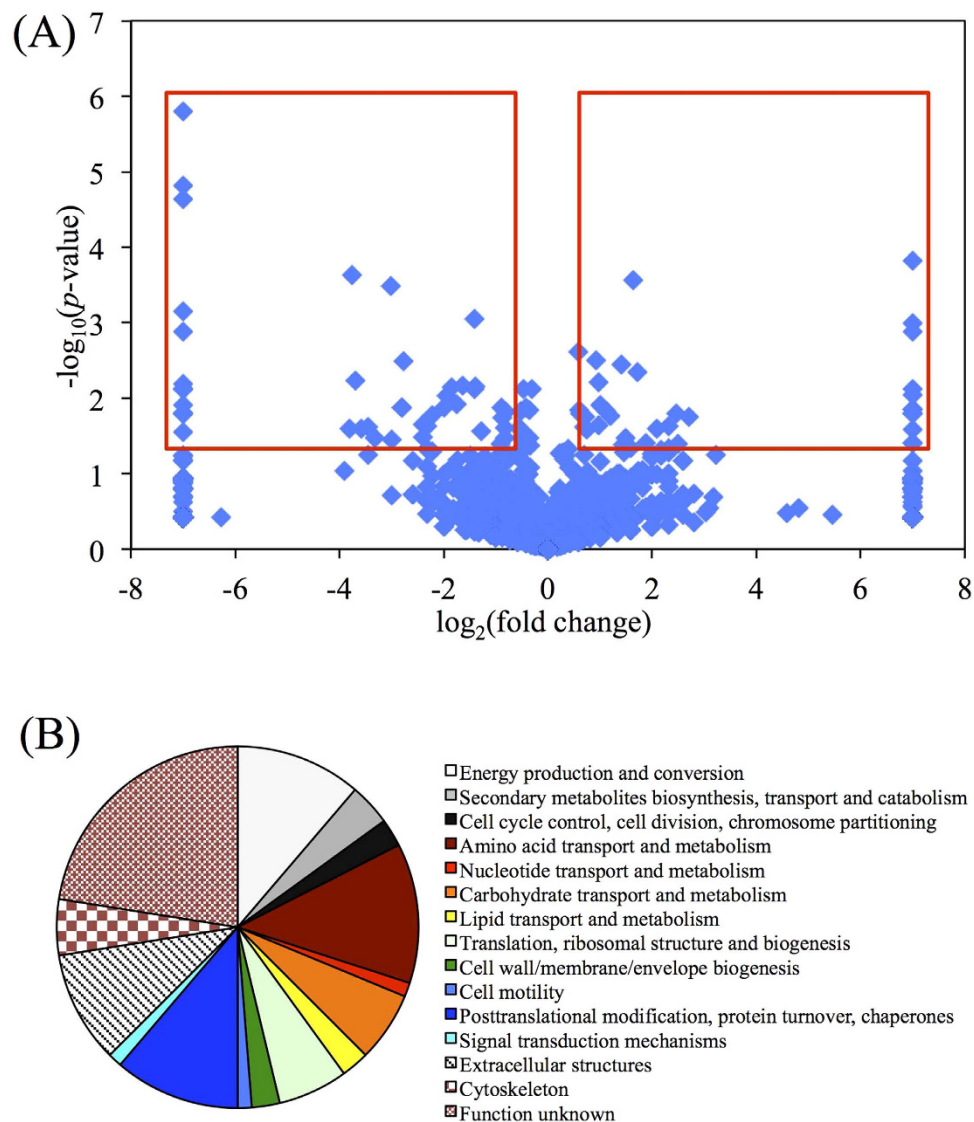 (A)
7
6
5
4
3
2
1
0
-log10(p-value)
-8 -6 -4 -2 0 2 4 6 8
log2(fold change)
(B)
Energy production and conversion
Secondary metabolites biosynthesis, transport and catabolism
Cell cycle control, cell division, chromosome partitioning
Amino acid transport and metabolism
Nucleotide transport and metabolism
Carbohydrate transport and metabolism
Lipid transport and metabolism
Translation, ribosomal structure and biogenesis
Cell wall/membrane/envelope biogenesis
Cell motility
Posttranslational modification, protein turnover, chaperones
Signal transduction mechanisms
Extracellular structures
Cytoskeleton
Function unknown